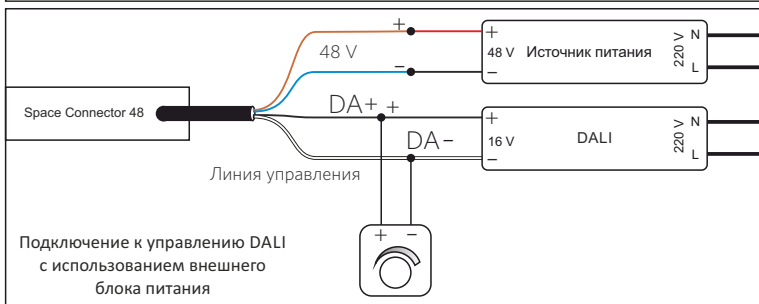 +
48 V
−
+
48 V Источник питания
−
220 V
N
L
Space Connector 48
DA+ +
DA−
+
16 V
−
DALI
220 V
N
L
Линия управления
+ −
Подключение к управлению DALI
с использованием внешнего
блока питания